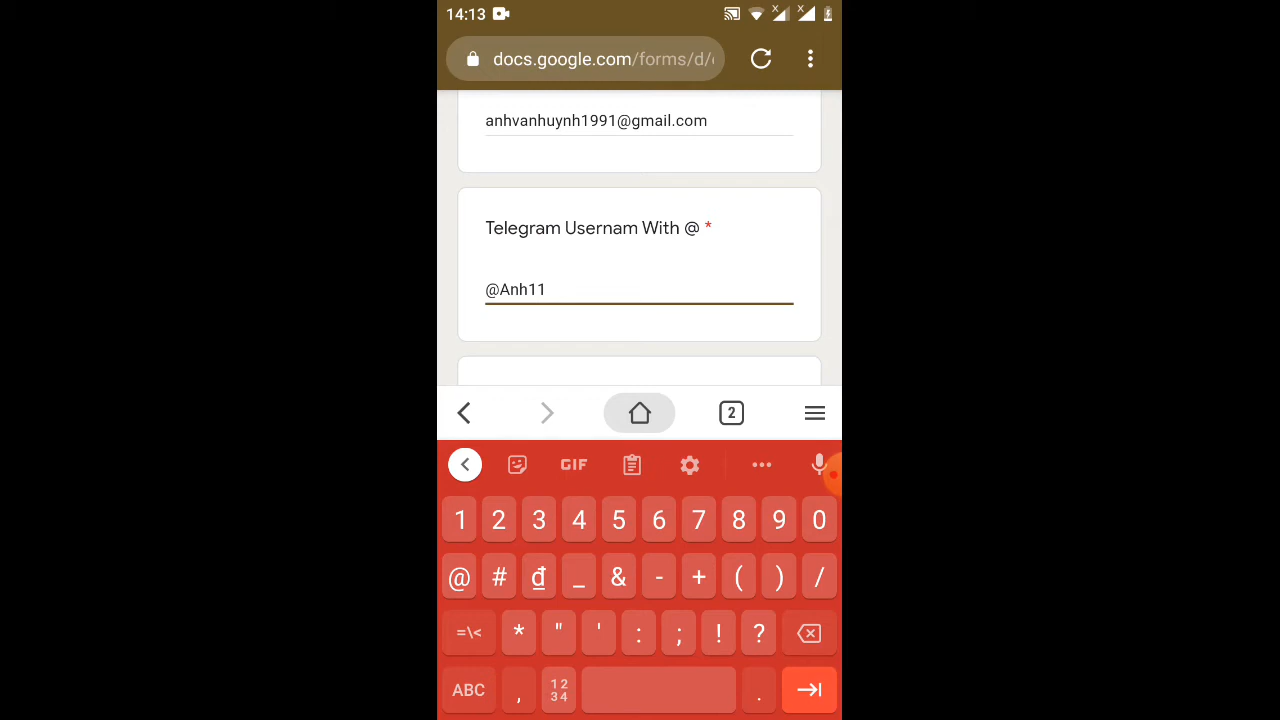 14:13
docs.google.com/forms/d/
anhvanhuynh1991@gmail.com
Telegram Usernam With @ *
@Anh11
2
GIF
1 2 3 4 5 6 7 8 9 0
@ # đ _ & - + ( ) /
=\< * " ' : ; ! ?
ABC , 12 34 .